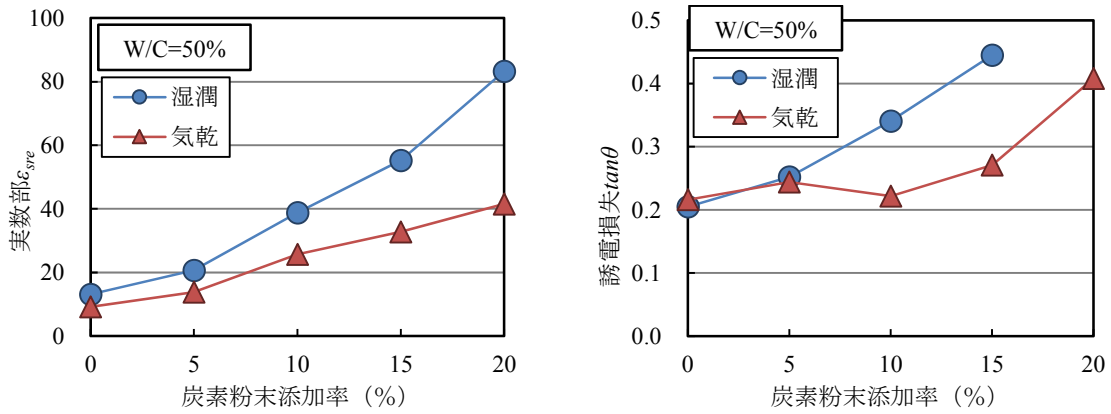 W/C=50%
湿潤
気乾
実数部εsre
100
80
60
40
20
0
0 5 10 15 20
炭素粉末添加率（%）
W/C=50%
湿潤
気乾
誘電損失tanθ
0.5
0.4
0.3
0.2
0.1
0.0
0 5 10 15 20
炭素粉末添加率（%）